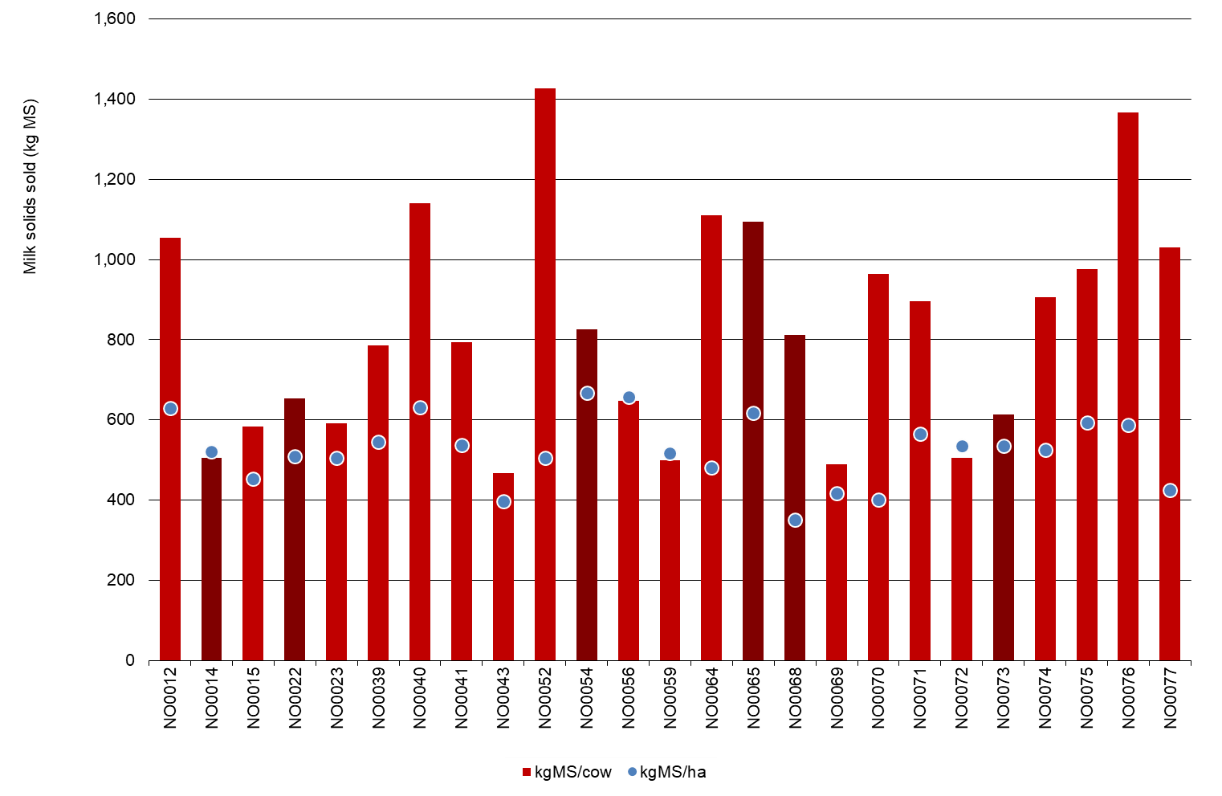 Milk solids sold (kg MS)
1,600
1,400
1,200
1,000
800
600
400
200
0
NO0012
NO0014
NO0015
NO0022
NO0023
NO0039
NO0040
NO0041
NO0043
NO0052
NO0054
NO0056
NO0059
NO0064
NO0065
NO0068
NO0069
NO0070
NO0071
NO0072
NO0073
NO0074
NO0075
NO0076
NO0077
kgMS/cow kgMS/ha